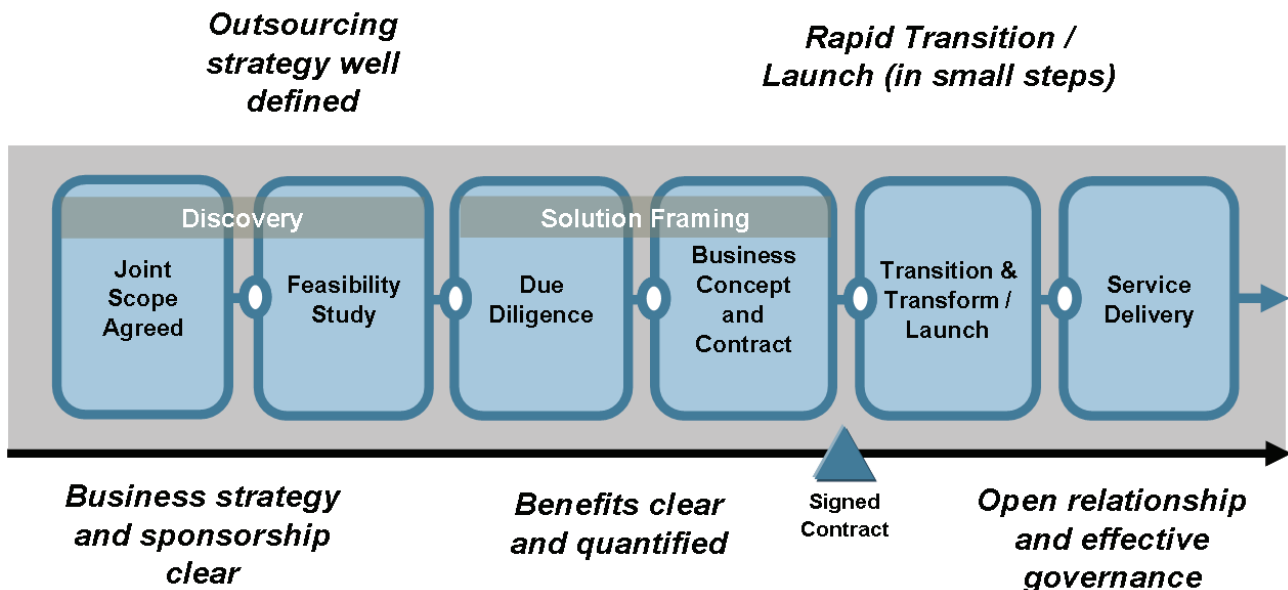 Outsourcing
strategy well
defined
Rapid Transition /
Launch (in small steps)
Discovery
Solution Framing
Joint
Scope
Agreed
Feasibility
Study
Due
Diligence
Business
Concept
and
Contract
Transition &
Transform /
Launch
Service
Delivery
Business strategy
and sponsorship
clear
Benefits clear
and quantified
Signed
Contract
Open relationship
and effective
governance